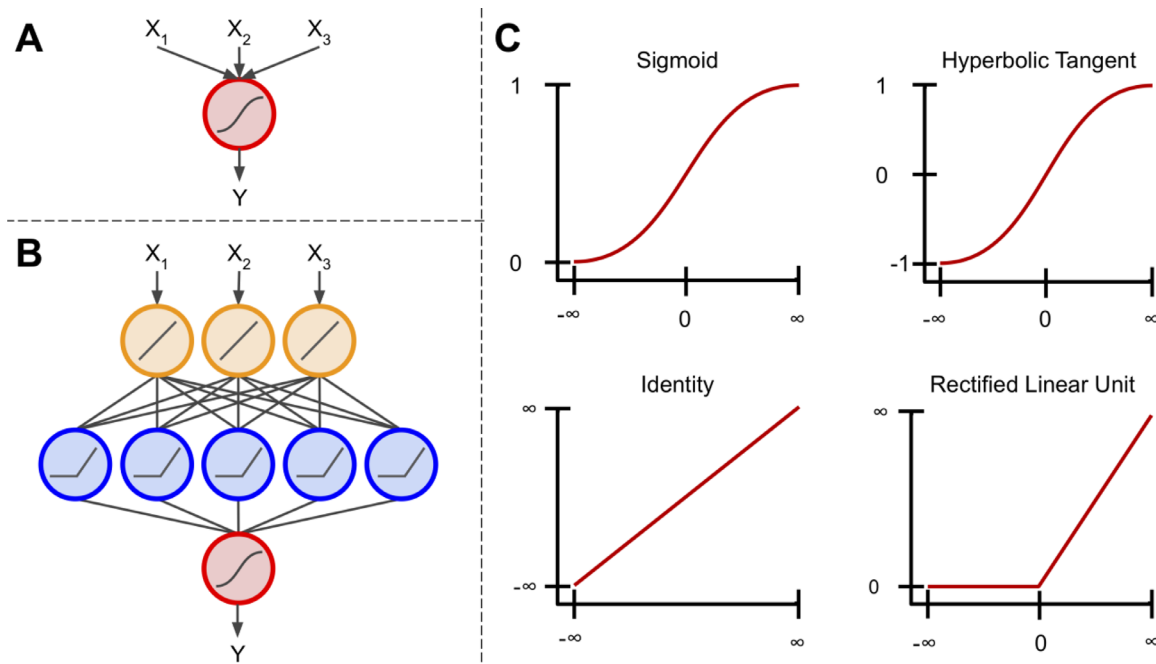 A
X₁ X₂ X₃
Y
B
X₁ X₂ X₃
Y
C
Sigmoid
1
0
-∞ 0 ∞
Hyperbolic Tangent
1
0
-1
-∞ 0 ∞
Identity
∞
-∞
-∞ ∞
Rectified Linear Unit
∞
0
-∞ 0 ∞